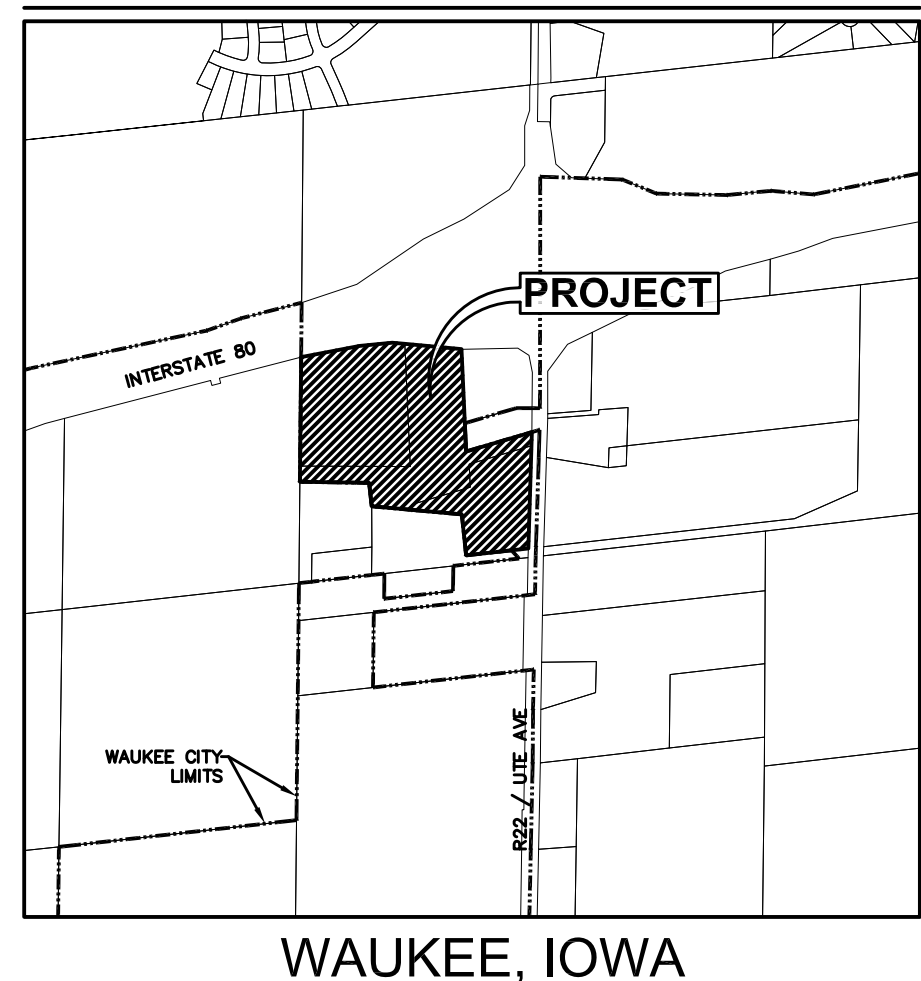 PROJECT
INTERSTATE 80
WAUKEE CITY
LIMITS
R22 / UTE AVE
WAUKEE, IOWA